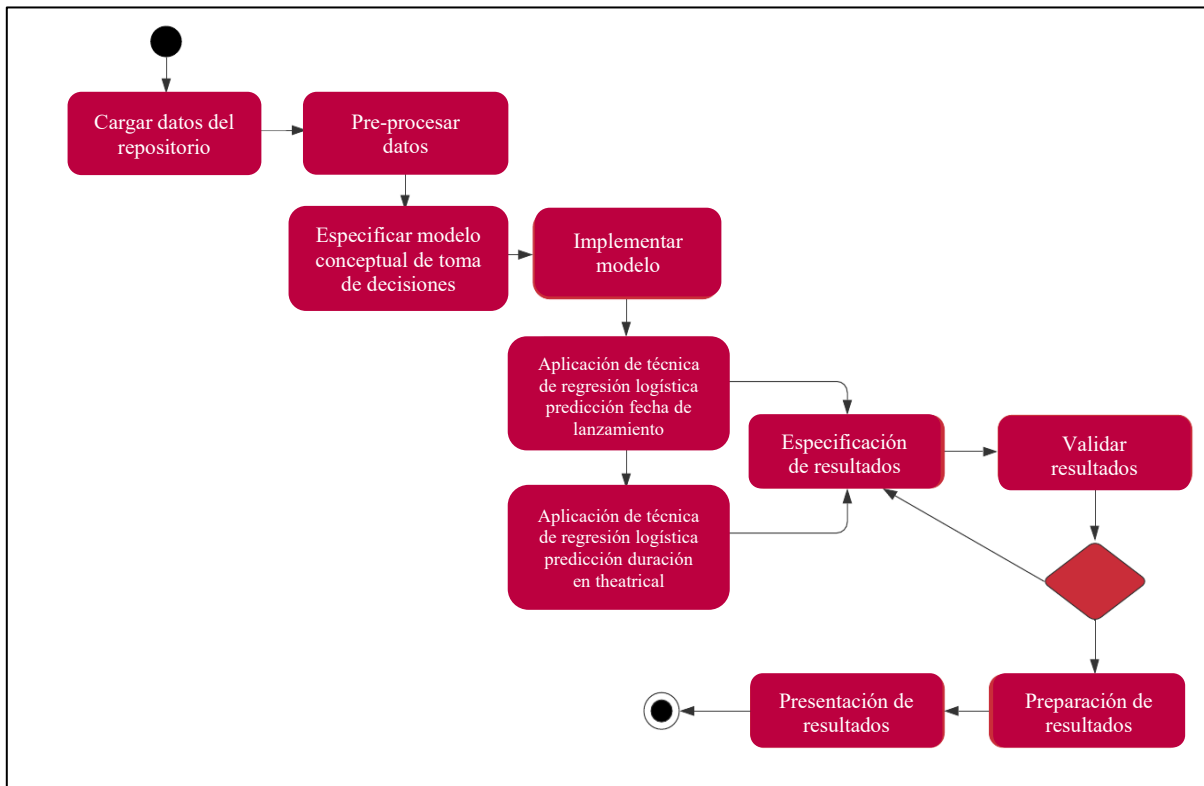 Cargar datos del
repositorio
Pre-procesar
datos
Especificar modelo
conceptual de toma
de decisiones
Implementar
modelo
Aplicación de técnica
de regresión logística
predicción fecha de
lanzamiento
Especificación
de resultados
Validar
resultados
Aplicación de técnica
de regresión logística
predicción duración
en theatrical
Presentación de
resultados
Preparación de
resultados